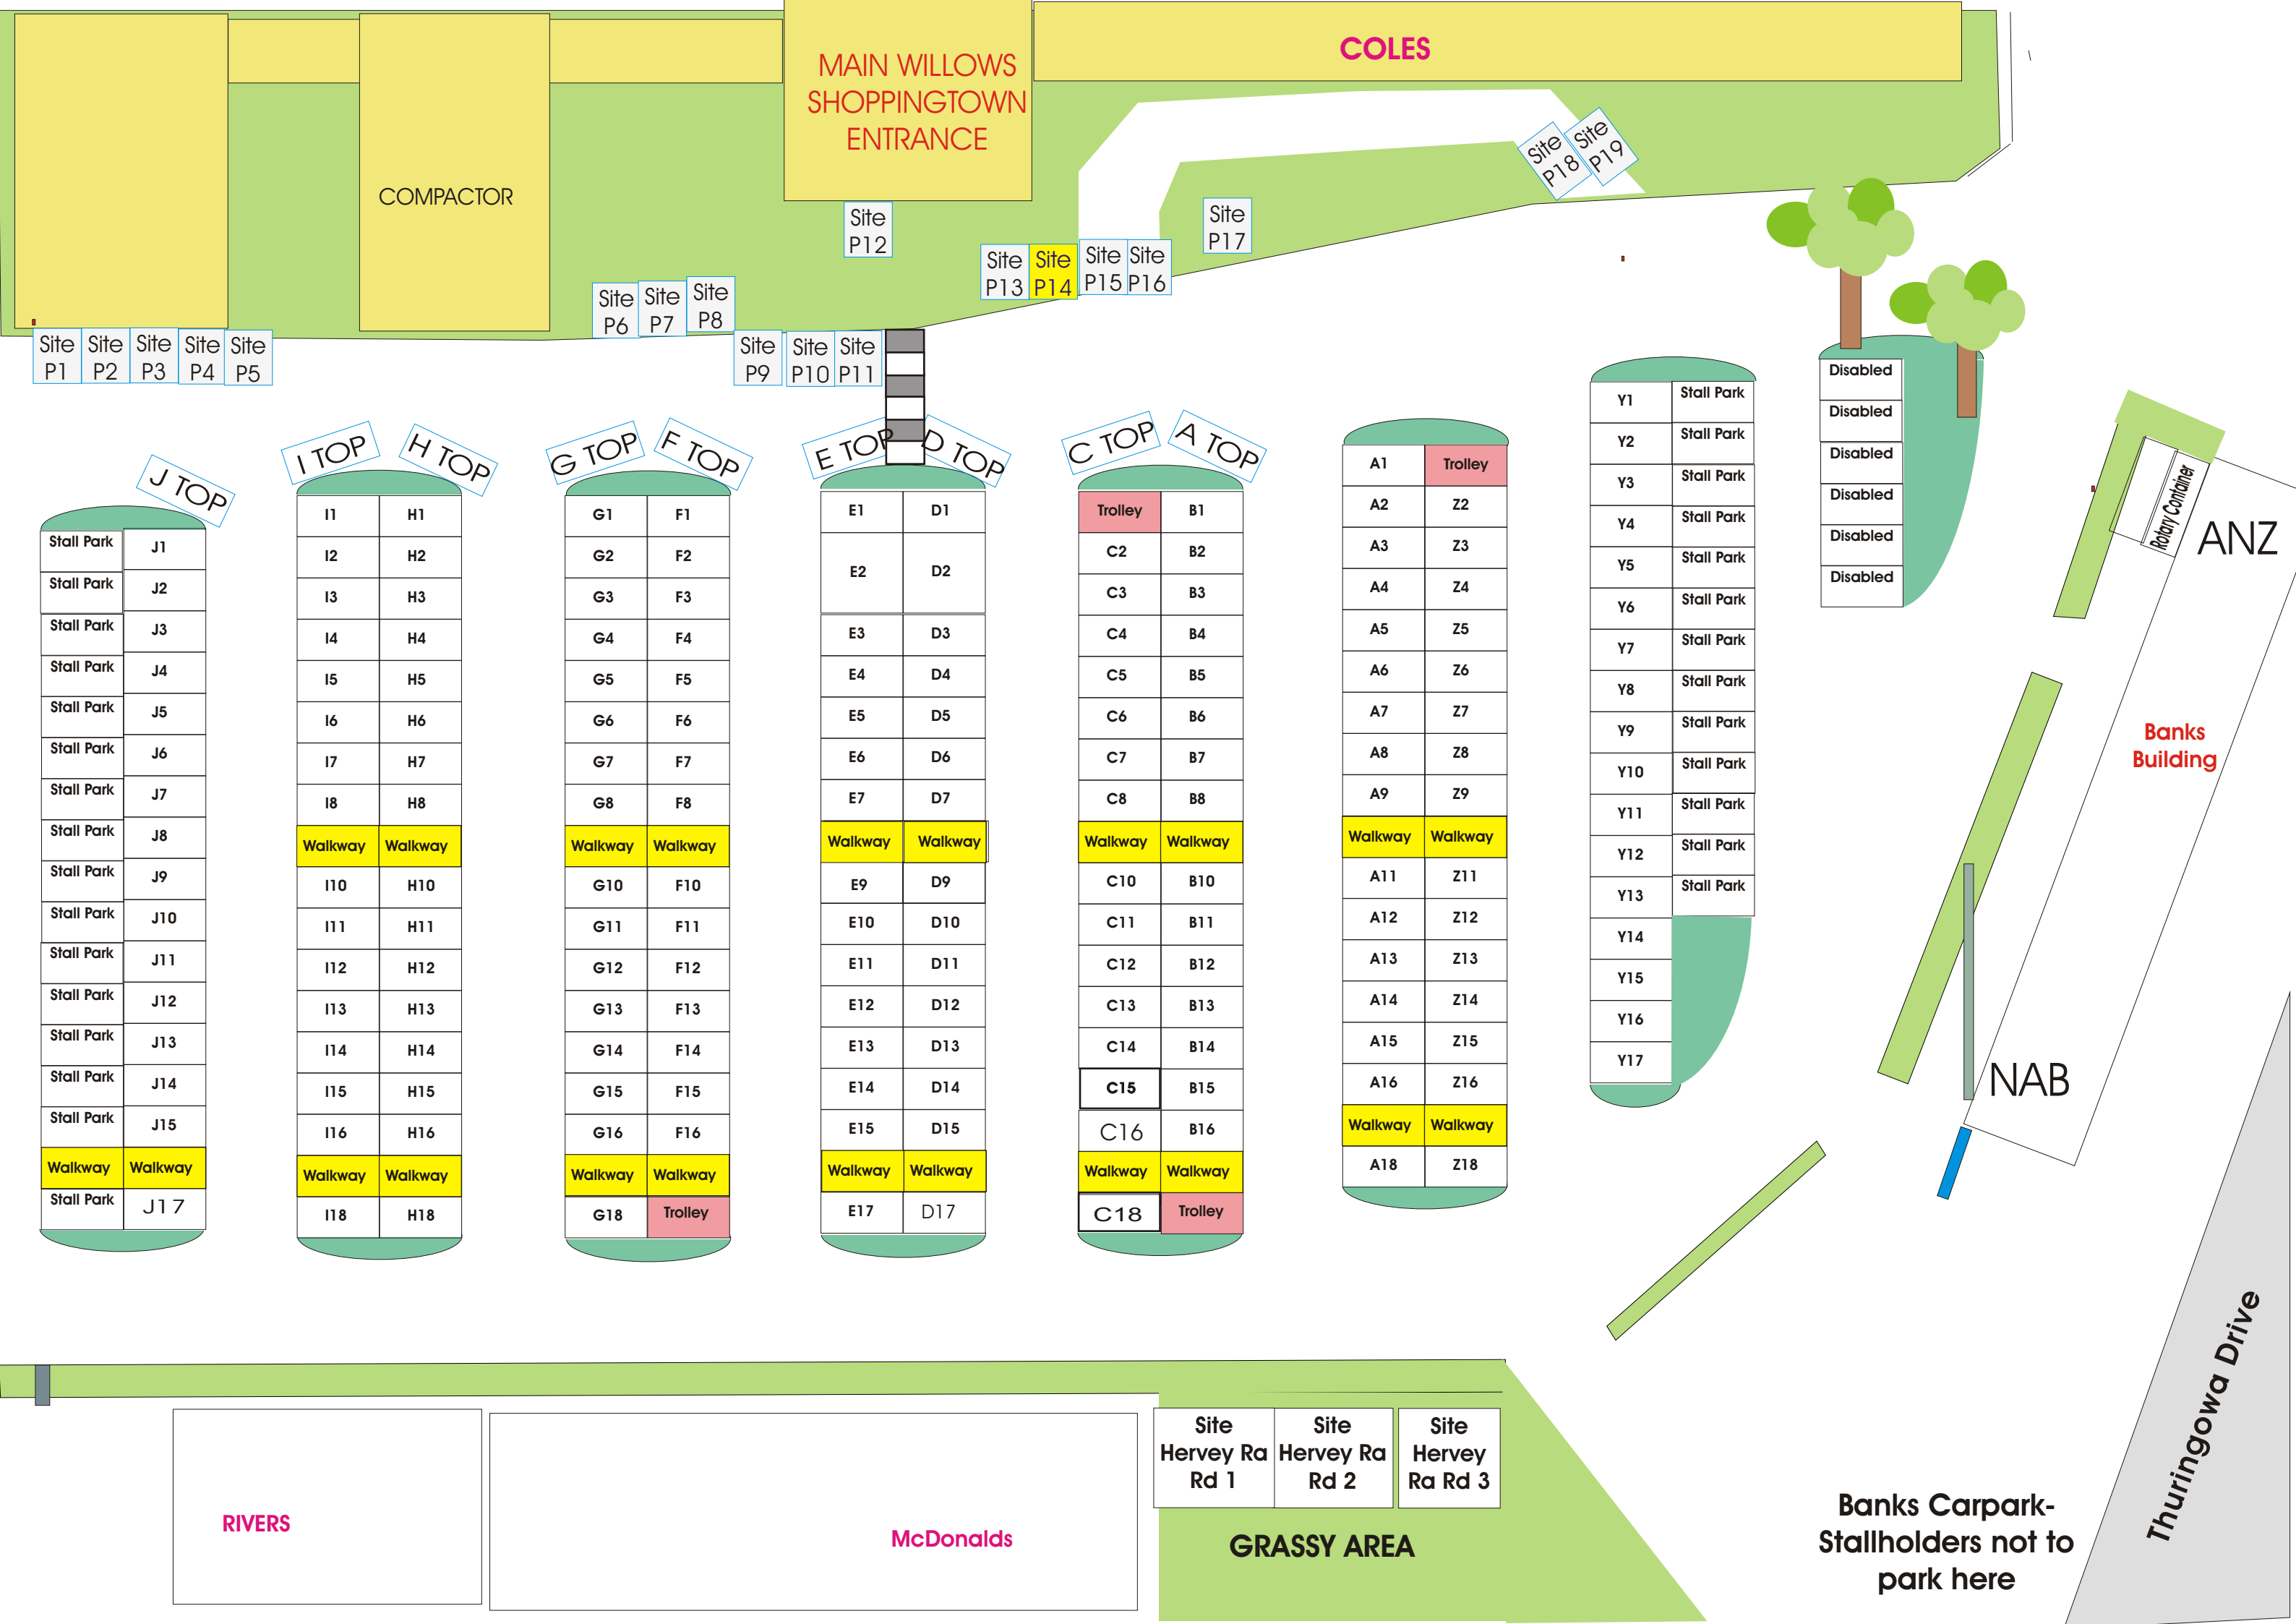 COLES
MAIN WILLOWS
SHOPPINGTOWN
ENTRANCE
COMPACTOR
Site
P18
Site
P19
Site
P12
Site
P17
Site
P13
Site
P14
Site
P15
Site
P16
Site
P6
Site
P7
Site
P8
Site
P1
Site
P2
Site
P3
Site
P4
Site
P5
Site
P9
Site
P10
Site
P11
J TOP
I TOP
H TOP
G TOP
F TOP
E TOP
D TOP
C TOP
A TOP
Stall Park J1
Stall Park J2
Stall Park J3
Stall Park J4
Stall Park J5
Stall Park J6
Stall Park J7
Stall Park J8
Stall Park J9
Stall Park J10
Stall Park J11
Stall Park J12
Stall Park J13
Stall Park J14
Stall Park J15
Walkway Walkway
Stall Park J17
I1 H1
I2 H2
I3 H3
I4 H4
I5 H5
I6 H6
I7 H7
I8 H8
Walkway Walkway
I10 H10
I11 H11
I12 H12
I13 H13
I14 H14
I15 H15
I16 H16
Walkway Walkway
I18 H18
G1 F1
G2 F2
G3 F3
G4 F4
G5 F5
G6 F6
G7 F7
G8 F8
Walkway Walkway
G10 F10
G11 F11
G12 F12
G13 F13
G14 F14
G15 F15
G16 F16
Walkway Walkway
G18 Trolley
E1 D1
E2 D2
E3 D3
E4 D4
E5 D5
E6 D6
E7 D7
Walkway Walkway
E9 D9
E10 D10
E11 D11
E12 D12
E13 D13
E14 D14
E15 D15
Walkway Walkway
E17 D17
Trolley B1
C2 B2
C3 B3
C4 B4
C5 B5
C6 B6
C7 B7
C8 B8
Walkway Walkway
C10 B10
C11 B11
C12 B12
C13 B13
C14 B14
C15 B15
C16 B16
Walkway Walkway
C18 Trolley
A1 Trolley
A2 Z2
A3 Z3
A4 Z4
A5 Z5
A6 Z6
A7 Z7
A8 Z8
A9 Z9
Walkway Walkway
A11 Z11
A12 Z12
A13 Z13
A14 Z14
A15 Z15
A16 Z16
Walkway Walkway
A18 Z18
Y1 Stall Park
Y2 Stall Park
Y3 Stall Park
Y4 Stall Park
Y5 Stall Park
Y6 Stall Park
Y7 Stall Park
Y8 Stall Park
Y9 Stall Park
Y10 Stall Park
Y11 Stall Park
Y12 Stall Park
Y13 Stall Park
Y14
Y15
Y16
Y17
Disabled
Disabled
Disabled
Disabled
Disabled
Disabled
Rotary Container
ANZ
Banks
Building
NAB
Thuringowa Drive
RIVERS
McDonalds
Site
Hervey Ra
Rd 1
Site
Hervey Ra
Rd 2
Site
Hervey
Ra Rd 3
GRASSY AREA
Banks Carpark-
Stallholders not to
park here